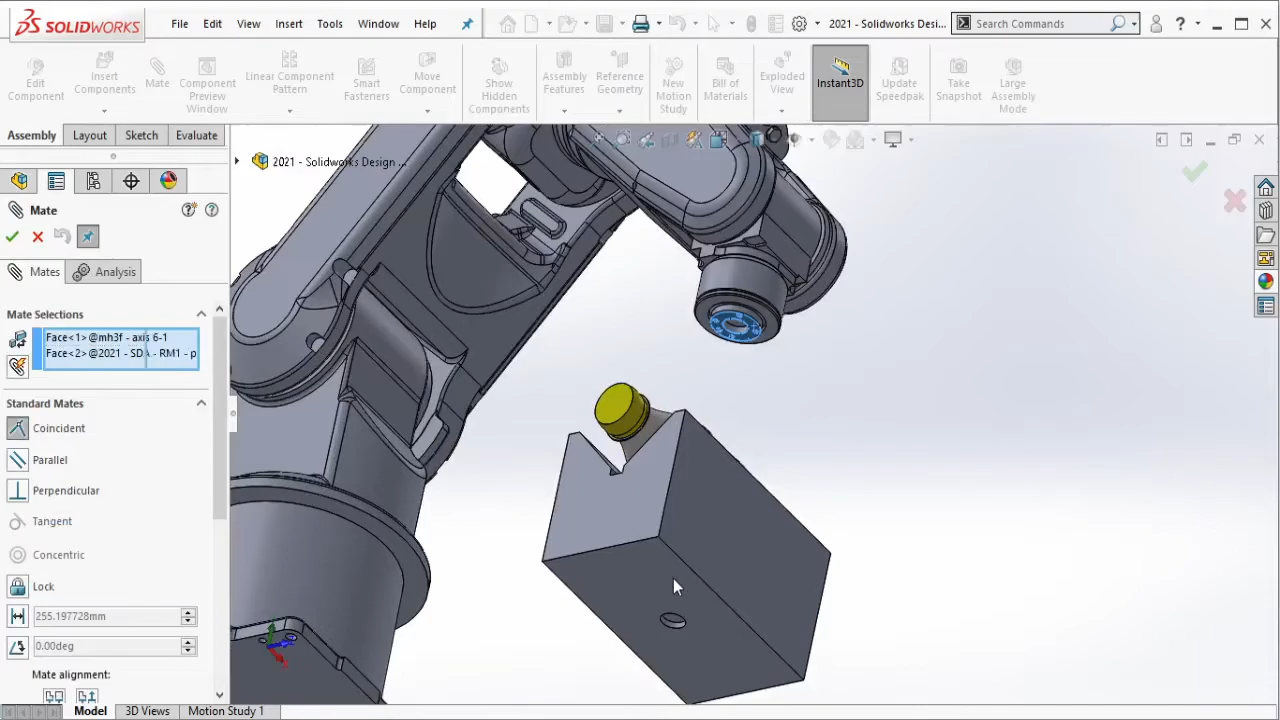 SOLIDWORKS
File Edit View Insert Tools Window Help
2021 - Solidworks Desi...
Search Commands
Edit Component
Insert Components
Mate
Component Preview Window
Linear Component Pattern
Smart Fasteners
Move Component
Show Hidden Components
Assembly Features
Reference Geometry
New Motion Study
Bill of Materials
Exploded View
Instant3D
Update Speedpak
Take Snapshot
Large Assembly Mode
Assembly Layout Sketch Evaluate
2021 - Solidworks Design ...
Mate
Mates Analysis
Mate Selections
Face<1> @mh3f - axis 6-1
Face<2> @2021 - SDA - RM1 - p
Standard Mates
Coincident
Parallel
Perpendicular
Tangent
Concentric
Lock
255.197728mm
0.00deg
Mate alignment:
Model 3D Views Motion Study 1